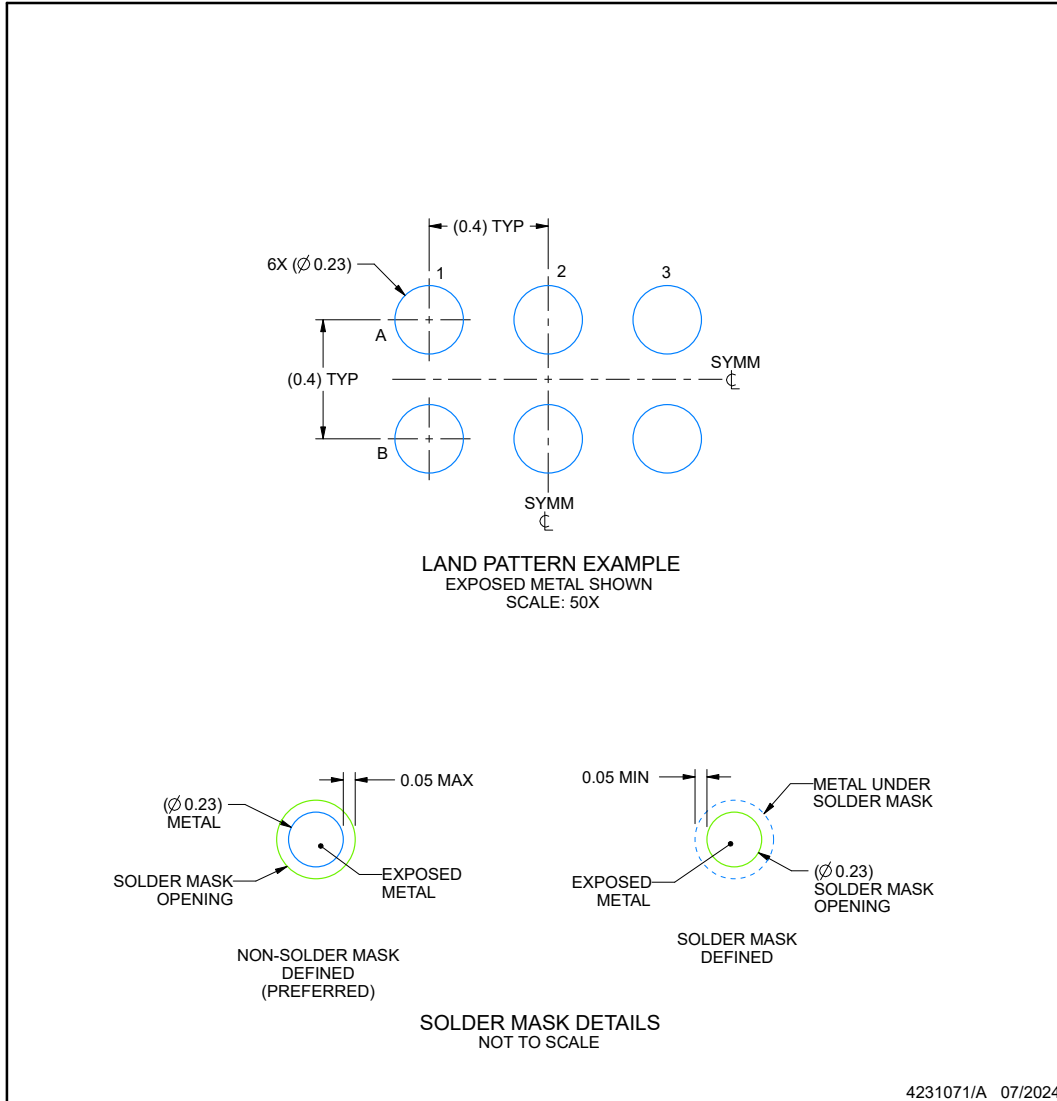 (0.4) TYP
6X (∅ 0.23)
1
2
3
A
(0.4) TYP
SYMM
℄
B
SYMM
℄
LAND PATTERN EXAMPLE
EXPOSED METAL SHOWN
SCALE: 50X
0.05 MAX
(∅ 0.23)
METAL
SOLDER MASK
OPENING
EXPOSED
METAL
NON-SOLDER MASK
DEFINED
(PREFERRED)
0.05 MIN
METAL UNDER
SOLDER MASK
EXPOSED
METAL
(∅ 0.23)
SOLDER MASK
OPENING
SOLDER MASK
DEFINED
SOLDER MASK DETAILS
NOT TO SCALE
4231071/A 07/2024